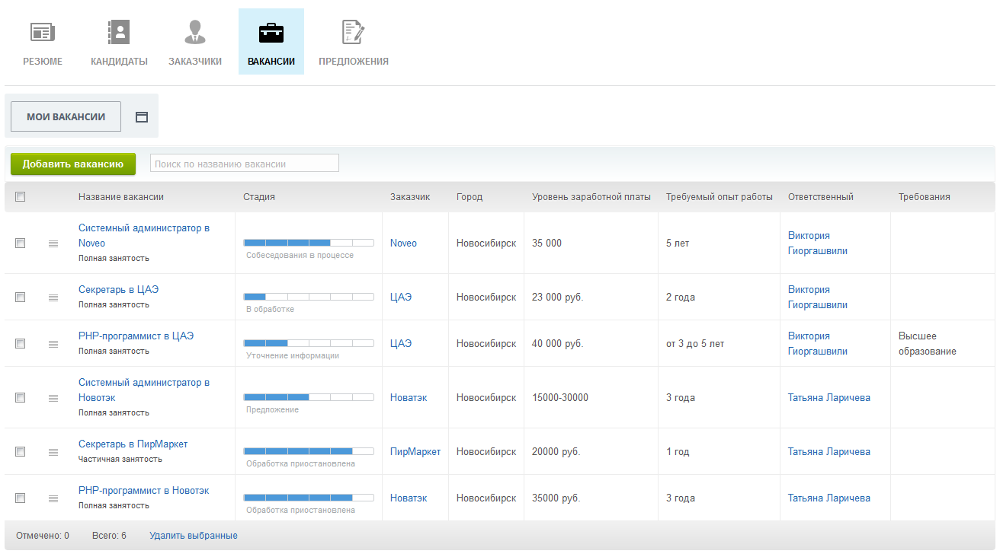 РЕЗЮМЕ КАНДИДАТЫ ЗАКАЗЧИКИ ВАКАНСИИ ПРЕДЛОЖЕНИЯ
МОИ ВАКАНСИИ
Добавить вакансию Поиск по названию вакансии
Название вакансии Стадия Заказчик Город Уровень заработной платы Требуемый опыт работы Ответственный Требования
Системный администратор в
Noveo
Полная занятость
Собеседования в процессе
Noveo Новосибирск 35 000 5 лет
Виктория
Гиоргашвили
Секретарь в ЦАЭ
Полная занятость
В обработке
ЦАЭ Новосибирск 23 000 руб. 2 года
Виктория
Гиоргашвили
PHP-программист в ЦАЭ
Полная занятость
Уточнение информации
ЦАЭ Новосибирск 40 000 руб. от 3 до 5 лет
Виктория
Гиоргашвили
Высшее
образование
Системный администратор в
Новотэк
Полная занятость
Предложение
Новатэк Новосибирск 15000-30000 3 года Татьяна Ларичева
Секретарь в ПирМаркет
Частичная занятость
Обработка приостановлена
ПирМаркет Новосибирск 20000 руб. 1 год Татьяна Ларичева
PHP-программист в Новотэк
Полная занятость
Обработка приостановлена
Новатэк Новосибирск 35000 руб. 3 года Татьяна Ларичева
Отмечено: 0 Всего: 6 Удалить выбранные